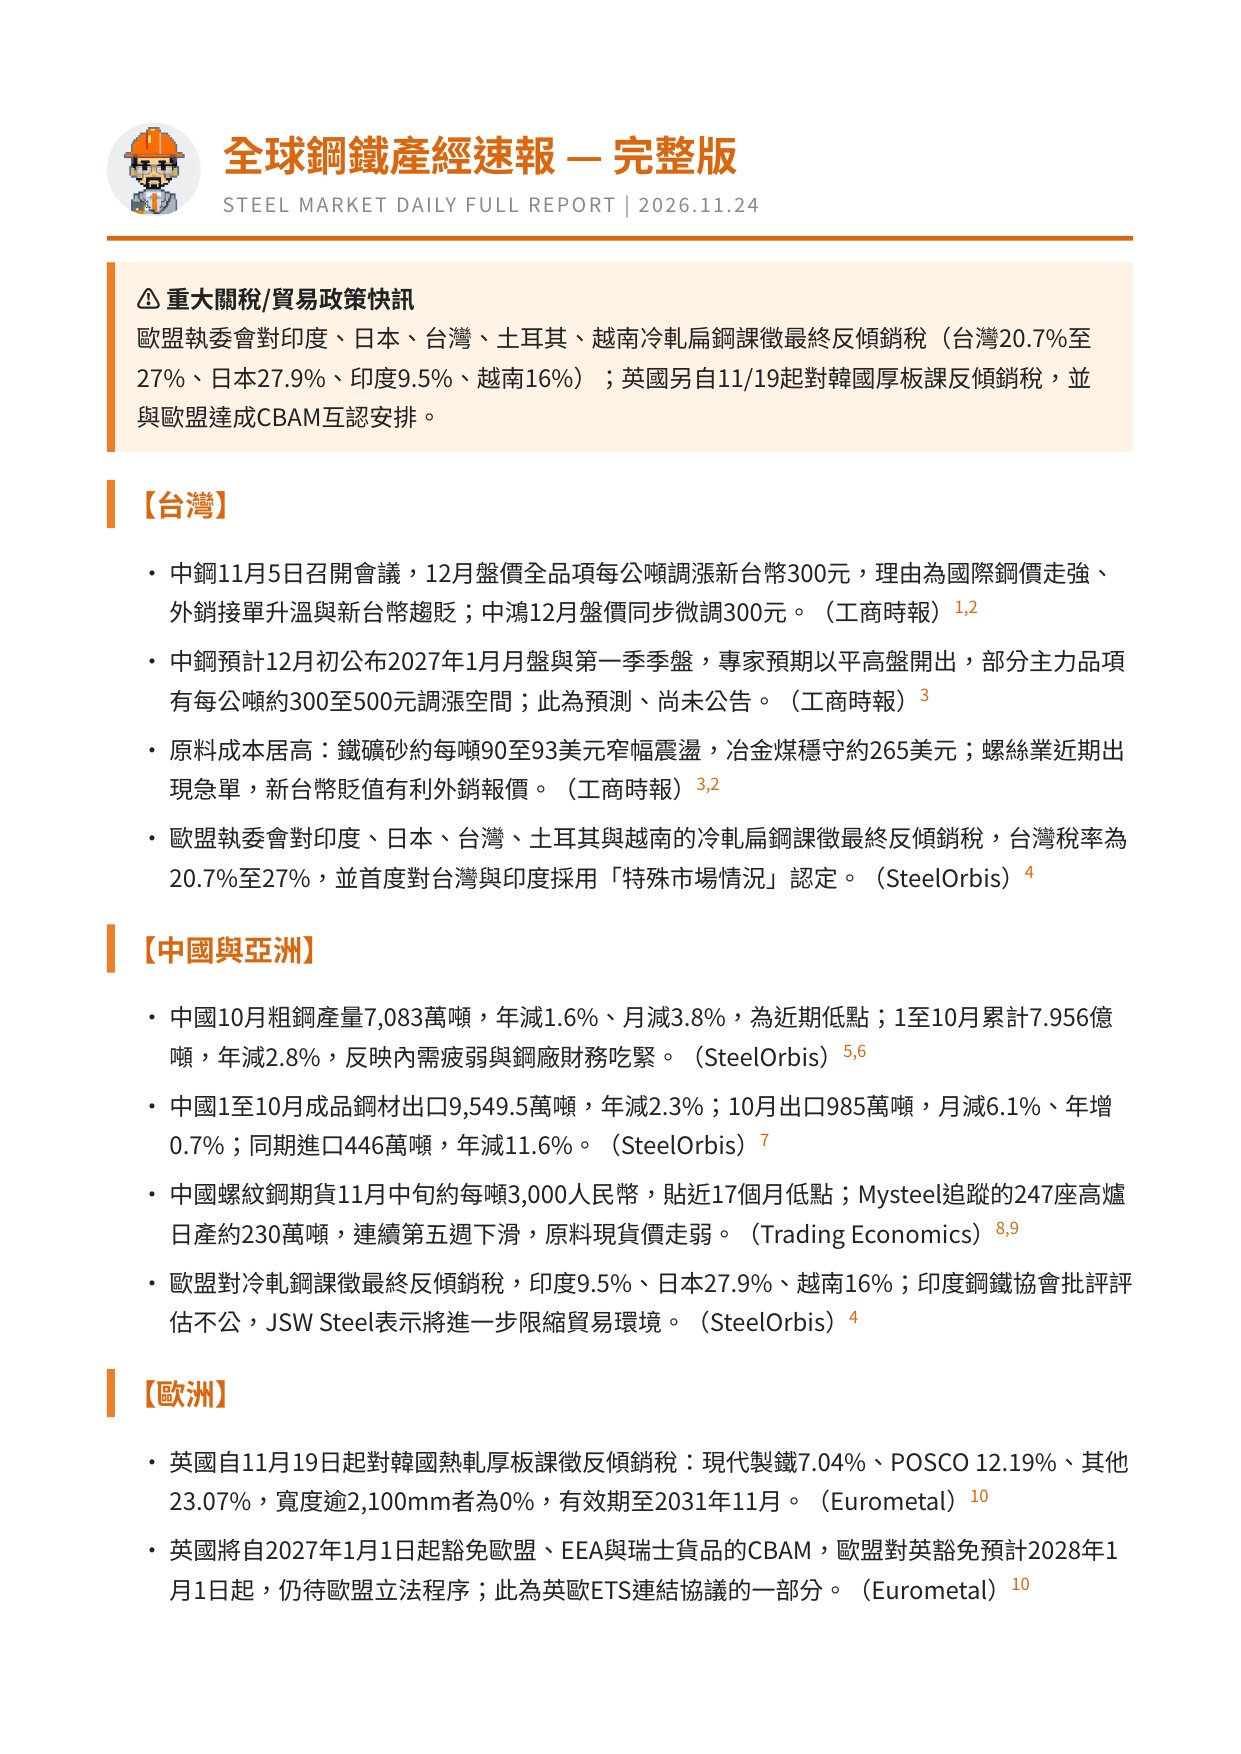 全球鋼鐵產經速報 — 完整版
STEEL MARKET DAILY FULL REPORT | 2026.11.24
⚠ 重大關稅/貿易政策快訊
歐盟執委會對印度、日本、台灣、土耳其、越南冷軋扁鋼課徵最終反傾銷稅（台灣20.7%至
27%、日本27.9%、印度9.5%、越南16%）；英國另自11/19起對韓國厚板課反傾銷稅，並
與歐盟達成CBAM互認安排。
【台灣】
・ 中鋼11月5日召開會議，12月盤價全品項每公噸調漲新台幣300元，理由為國際鋼價走強、
外銷接單升溫與新台幣趨貶；中鴻12月盤價同步微調300元。（工商時報）1,2
・ 中鋼預計12月初公布2027年1月月盤與第一季季盤，專家預期以平高盤開出，部分主力品項
有每公噸約300至500元調漲空間；此為預測、尚未公告。（工商時報）3
・ 原料成本居高：鐵礦砂約每噸90至93美元窄幅震盪，冶金煤穩守約265美元；螺絲業近期出
現急單，新台幣貶值有利外銷報價。（工商時報）3,2
・ 歐盟執委會對印度、日本、台灣、土耳其與越南的冷軋扁鋼課徵最終反傾銷稅，台灣稅率為
20.7%至27%，並首度對台灣與印度採用「特殊市場情況」認定。（SteelOrbis）4
【中國與亞洲】
・ 中國10月粗鋼產量7,083萬噸，年減1.6%、月減3.8%，為近期低點；1至10月累計7.956億
噸，年減2.8%，反映內需疲弱與鋼廠財務吃緊。（SteelOrbis）5,6
・ 中國1至10月成品鋼材出口9,549.5萬噸，年減2.3%；10月出口985萬噸，月減6.1%、年增
0.7%；同期進口446萬噸，年減11.6%。（SteelOrbis）7
・ 中國螺紋鋼期貨11月中旬約每噸3,000人民幣，貼近17個月低點；Mysteel追蹤的247座高爐
日產約230萬噸，連續第五週下滑，原料現貨價走弱。（Trading Economics）8,9
・ 歐盟對冷軋鋼課徵最終反傾銷稅，印度9.5%、日本27.9%、越南16%；印度鋼鐵協會批評評
估不公，JSW Steel表示將進一步限縮貿易環境。（SteelOrbis）4
【歐洲】
・ 英國自11月19日起對韓國熱軋厚板課徵反傾銷稅：現代製鐵7.04%、POSCO 12.19%、其他
23.07%，寬度逾2,100mm者為0%，有效期至2031年11月。（Eurometal）10
・ 英國將自2027年1月1日起豁免歐盟、EEA與瑞士貨品的CBAM，歐盟對英豁免預計2028年1
月1日起，仍待歐盟立法程序；此為英歐ETS連結協議的一部分。（Eurometal）10